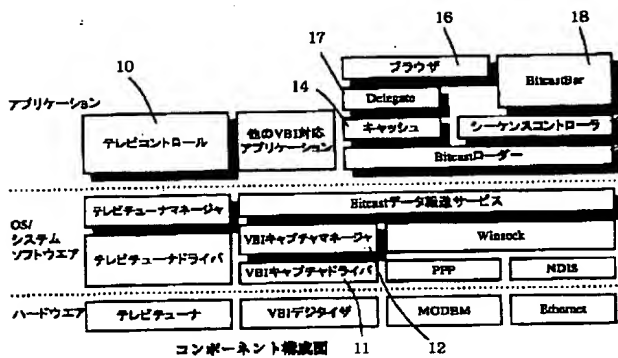 18
16
17
ブラウザ
BitcastBar
10
14
Delegate
アプリケーション
テレビコントロール
他のVBI対応
アプリケーション
キャッシュ
シーケンスコントローラ
Bitcastローダー
OS/
システム
ソフトウエア
テレビチューナマネージャ
Bitcastデータ転送サービス
テレビチューナドライバ
VBIキャプチャマネージャ
Winsock
VBIキャプチャドライバ
PPP
NDIS
ハードウエア
テレビチューナ
VBIデジタイザ
MODEM
Ethernet
11
12
コンポーネント構成図